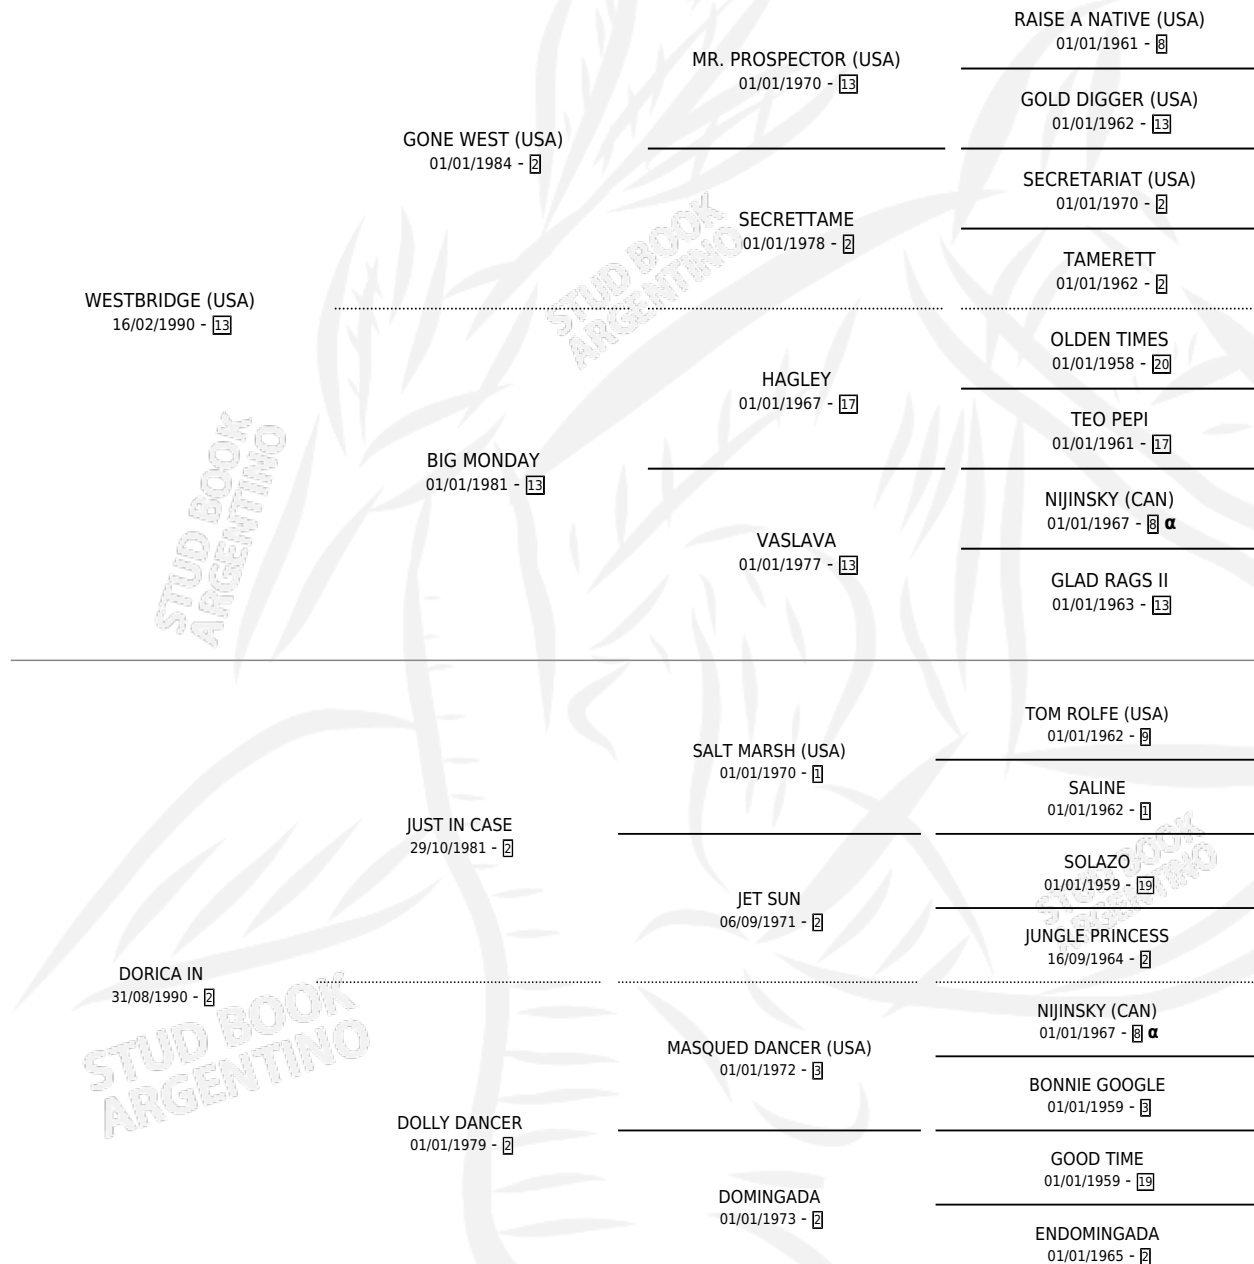 RAISE A NATIVE (USA)
01/01/1961 - 8
MR. PROSPECTOR (USA)
01/01/1970 - 13
GOLD DIGGER (USA)
01/01/1962 - 13
GONE WEST (USA)
01/01/1984 - 2
SECRETARIAT (USA)
01/01/1970 - 2
SECRETTAME
01/01/1978 - 2
TAMERETT
01/01/1962 - 2
WESTBRIDGE (USA)
16/02/1990 - 13
OLDEN TIMES
01/01/1958 - 20
HAGLEY
01/01/1967 - 17
TEO PEPI
01/01/1961 - 17
BIG MONDAY
01/01/1981 - 13
NIJINSKY (CAN)
01/01/1967 - 8 α
VASLAVA
01/01/1977 - 13
GLAD RAGS II
01/01/1963 - 13
TOM ROLFE (USA)
01/01/1962 - 9
SALT MARSH (USA)
01/01/1970 - 1
SALINE
01/01/1962 - 1
JUST IN CASE
29/10/1981 - 2
SOLAZO
01/01/1959 - 19
JET SUN
06/09/1971 - 2
JUNGLE PRINCESS
16/09/1964 - 2
DORICA IN
31/08/1990 - 2
NIJINSKY (CAN)
01/01/1967 - 8 α
MASQUED DANCER (USA)
01/01/1972 - 3
BONNIE GOOGLE
01/01/1959 - 3
DOLLY DANCER
01/01/1979 - 2
GOOD TIME
01/01/1959 - 19
DOMINGADA
01/01/1973 - 2
ENDOMINGADA
01/01/1965 - 2
STUD BOOK
ARGENTINO
STUD BOOK
ARGENTINO
STUD BOOK
ARGENTINO
STUD BOOK
ARGENTINO